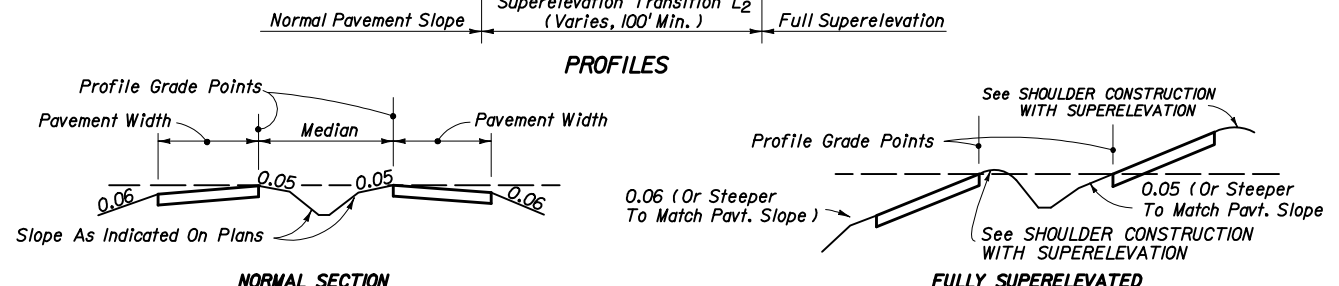 Superelevation Transition L2
Normal Pavement Slope
(Varies, 100' Min.)
Full Superelevation
PROFILES
Profile Grade Points
Pavement Width
Median
Pavement Width
0.06
0.05
0.05
0.06
Slope As Indicated On Plans
NORMAL SECTION
See SHOULDER CONSTRUCTION
WITH SUPERELEVATION
Profile Grade Points
0.06 (Or Steeper
To Match Pavt. Slope)
0.05 (Or Steeper
To Match Pavt. Slope
See SHOULDER CONSTRUCTION
WITH SUPERELEVATION
FULLY SUPERELEVATED